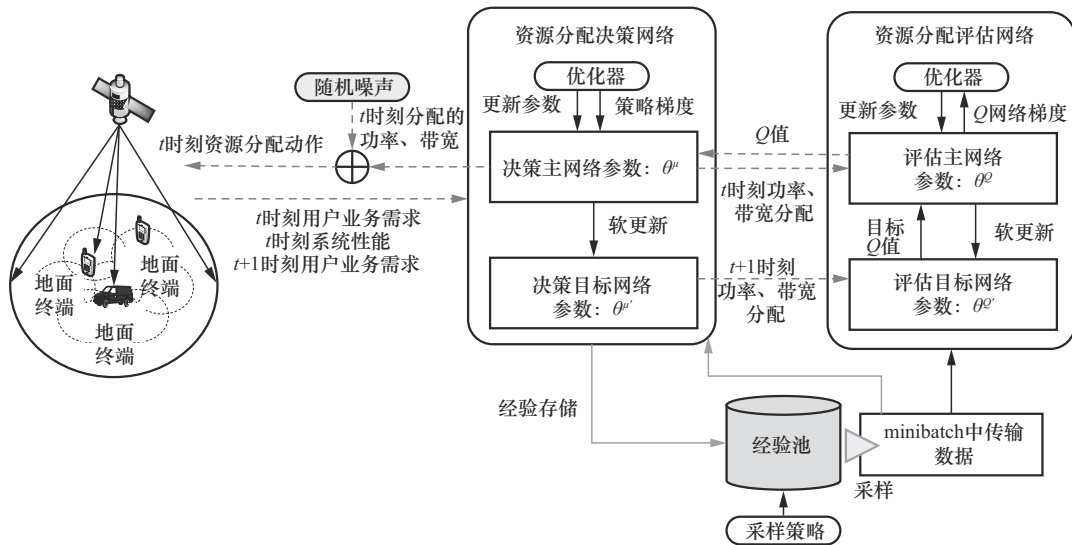 资源分配决策网络
优化器
更新参数
策略梯度
决策主网络参数：θ^μ
软更新
决策目标网络
参数：θ^μ′
随机噪声
t时刻分配的
功率、带宽
t时刻资源分配动作
t时刻用户业务需求
t时刻系统性能
t+1时刻用户业务需求
地面
终端
地面
终端
地面
终端
Q值
t时刻功率、
带宽分配
t+1时刻
功率、带宽
分配
资源分配评估网络
优化器
更新参数
Q网络梯度
评估主网络
参数：θ^Q
目标
Q值
软更新
评估目标网络
参数：θ^Q′
经验存储
经验池
采样
minibatch中传输
数据
采样策略